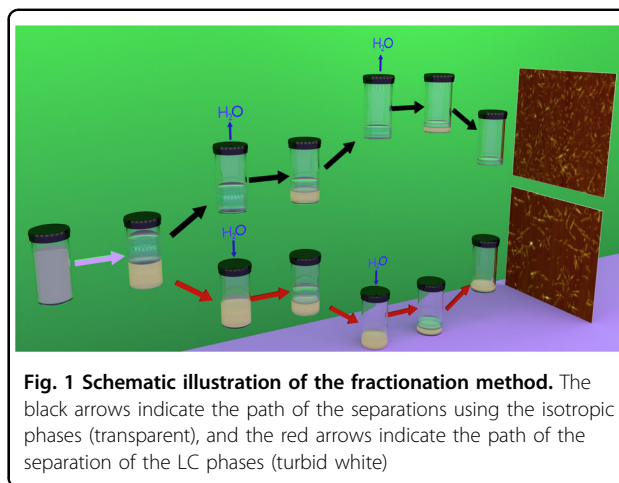 H₂O
H₂O
H₂O
H₂O
Fig. 1 Schematic illustration of the fractionation method. The
black arrows indicate the path of the separations using the isotropic
phases (transparent), and the red arrows indicate the path of the
separation of the LC phases (turbid white)